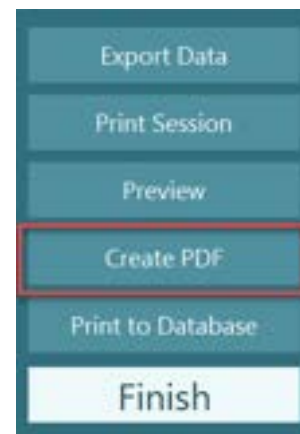 Export Data
Print Session
Preview
Create PDF
Print to Database
Finish